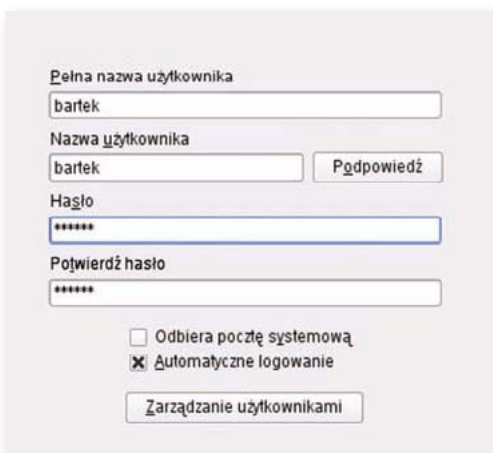 Pełna nazwa użytkownika
bartek
Nazwa użytkownika
bartek
Podpowiedź
Hasło
******
Potwierdź hasło
******
Odbiera pocztę systemową
Automatyczne logowanie
Zarządzanie użytkownikami